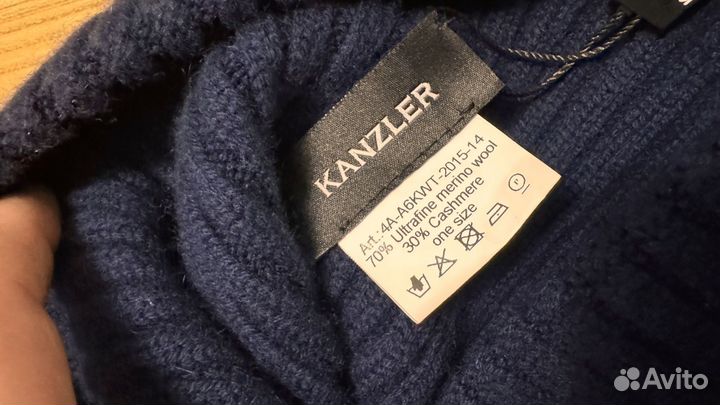 KANZLER
Art.:4A-A6KWT-2015-14
70% Ultrafine merino wool
30% Cashmere
one size
Avito